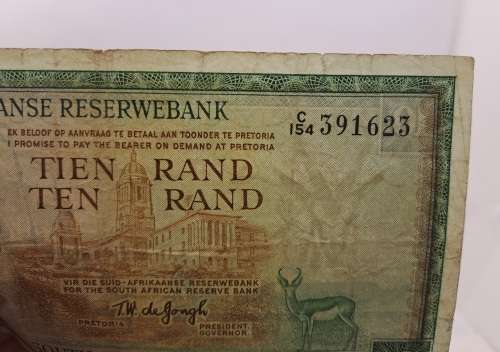 ANSE RESERWEBANK
C/154 391623
EK BELOOF OP AANVRAAG TE BETAAL AAN TOONDER TE PRETORIA
I PROMISE TO PAY THE BEARER ON DEMAND AT PRETORIA
TIEN RAND
TEN RAND
VIR DIE SUID-AFRIKAANSE RESERWEBANK
FOR THE SOUTH AFRICAN RESERVE BANK
T.W. de Jongh
PRETORIA PRESIDENT.
GOVERNOR.